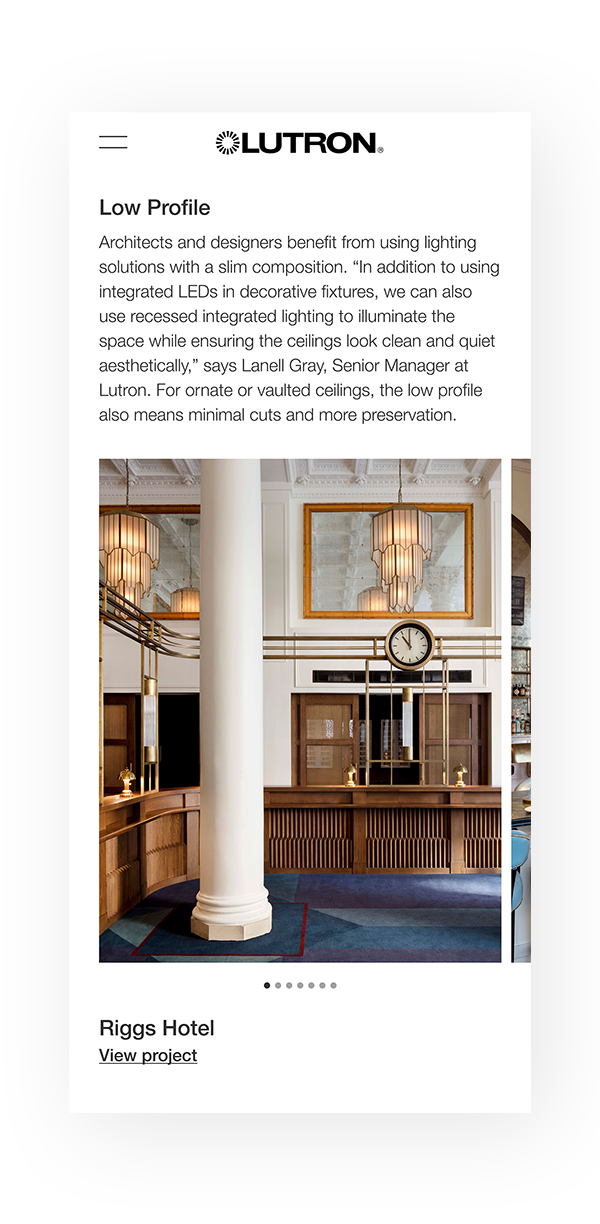 LUTRON®
Low Profile
Architects and designers benefit from using lighting
solutions with a slim composition. “In addition to using
integrated LEDs in decorative fixtures, we can also
use recessed integrated lighting to illuminate the
space while ensuring the ceilings look clean and quiet
aesthetically,” says Lanell Gray, Senior Manager at
Lutron. For ornate or vaulted ceilings, the low profile
also means minimal cuts and more preservation.
Riggs Hotel
View project